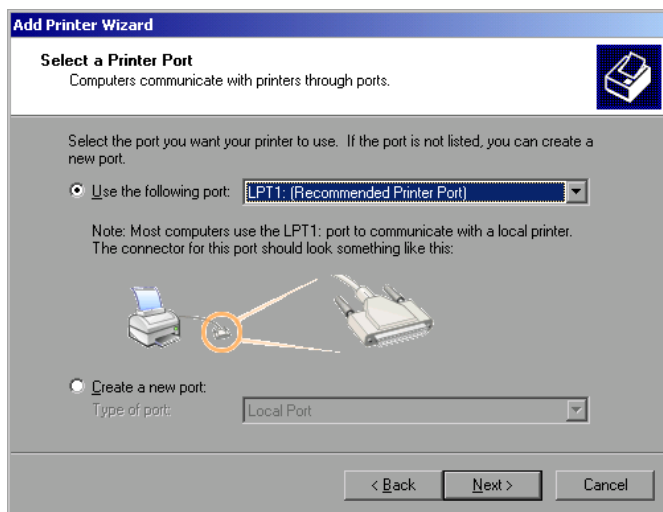 Add Printer Wizard
Select a Printer Port
Computers communicate with printers through ports.
Select the port you want your printer to use. If the port is not listed, you can create a
new port.
Use the following port: LPT1: (Recommended Printer Port)
Note: Most computers use the LPT1: port to communicate with a local printer.
The connector for this port should look something like this:
Create a new port:
Type of port: Local Port
< Back Next > Cancel